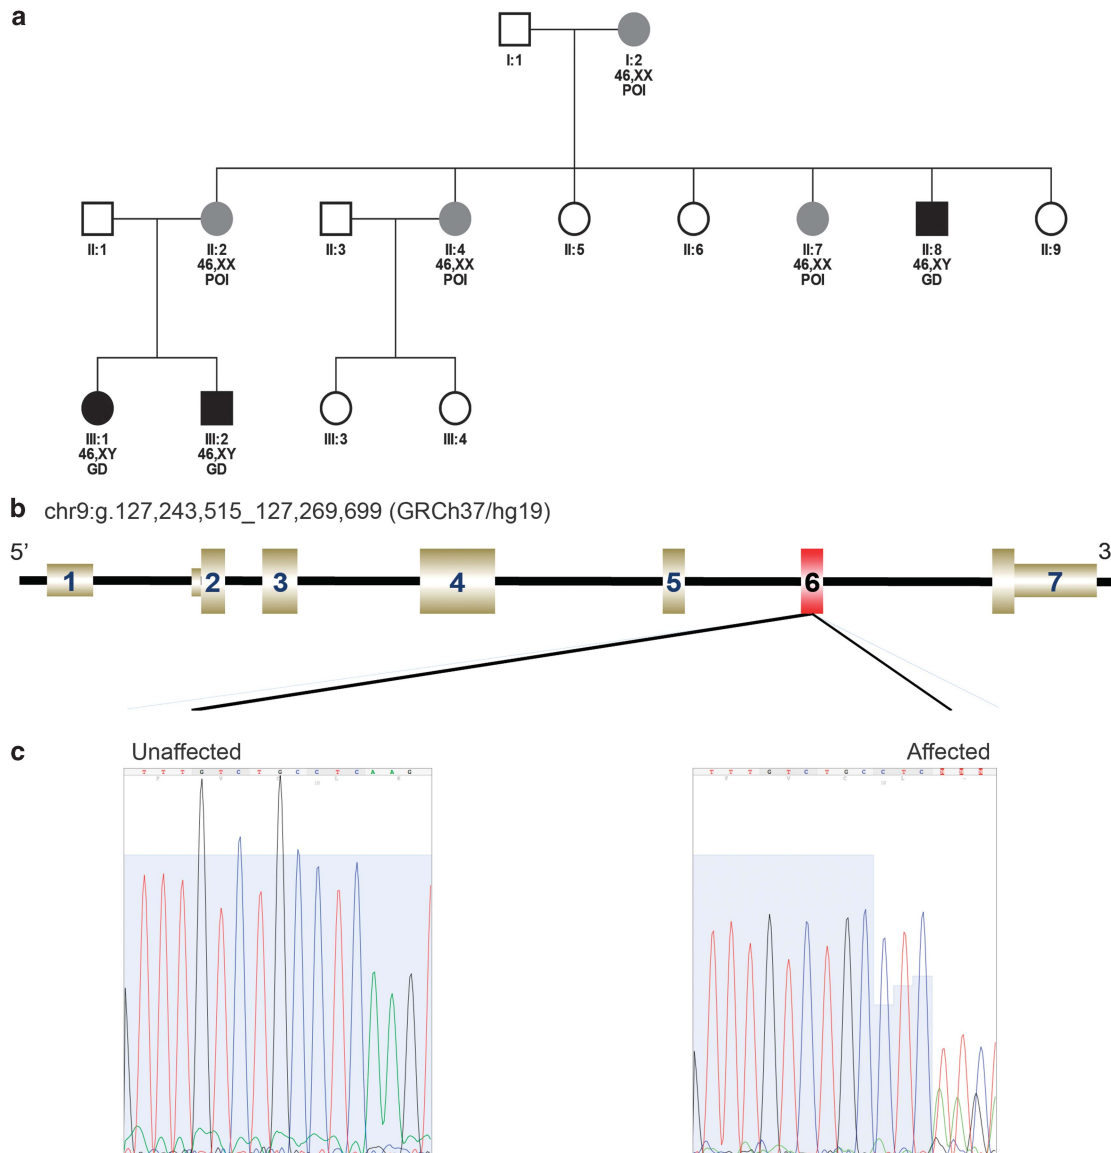 a
I:1
I:2
46,XX
POI
II:1
II:2
46,XX
POI
II:3
II:4
46,XX
POI
II:5
II:6
II:7
46,XX
POI
II:8
46,XY
GD
II:9
III:1
46,XY
GD
III:2
46,XY
GD
III:3
III:4
b chr9:g.127,243,515_127,269,699 (GRCh37/hg19)
5’ 3
1 2 3 4 5 6 7
c
Unaffected Affected
T T T G T C T G C C T C A A G
T T T G T C T G C C T C N N N